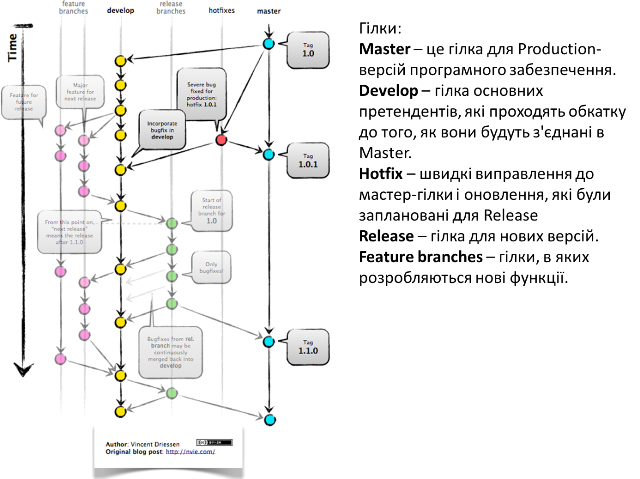 feature branches
develop
release branches
hotfixes
master
Time
Tag
1.0
Feature for future release
Major feature for next release
Severe bug fixed for production: hotfix 1.0.1
Incorporate bugfix in develop
Tag
1.0.1
Start of release branch for 1.0
From this point on, "next release" means the release after 1.1.0
Only bugfixes!
Tag
1.1.0
Bugfixes from rel. branch may be continuously merged back into develop
Author: Vincent Driessen
Original blog post: http://nvie.com/
Гілки:
Master – це гілка для Production-
версій програмного забезпечення.
Develop – гілка основних
претендентів, які проходять обкатку
до того, як вони будуть з'єднані в
Master.
Hotfix – швидкі виправлення до
мастер-гілки і оновлення, які були
заплановані для Release
Release – гілка для нових версій.
Feature branches – гілки, в яких
розробляються нові функції.